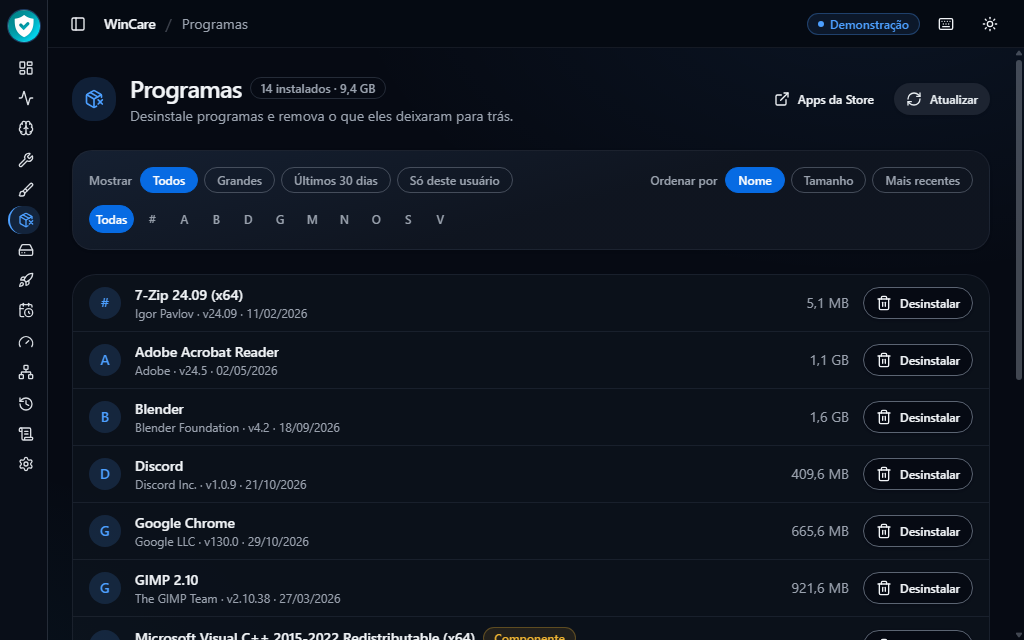 WinCare / Programas
Demonstração
Programas
14 instalados · 9,4 GB
Desinstale programas e remova o que eles deixaram para trás.
Apps da Store
Atualizar
Mostrar Todos Grandes Últimos 30 dias Só deste usuário
Ordenar por Nome Tamanho Mais recentes
Todas # A B D G M N O S V
# 7-Zip 24.09 (x64)
Igor Pavlov · v24.09 · 11/02/2026
5,1 MB Desinstalar
A Adobe Acrobat Reader
Adobe · v24.5 · 02/05/2026
1,1 GB Desinstalar
B Blender
Blender Foundation · v4.2 · 18/09/2026
1,6 GB Desinstalar
D Discord
Discord Inc. · v1.0.9 · 21/10/2026
409,6 MB Desinstalar
G Google Chrome
Google LLC · v130.0 · 29/10/2026
665,6 MB Desinstalar
G GIMP 2.10
The GIMP Team · v2.10.38 · 27/03/2026
921,6 MB Desinstalar
Microsoft Visual C++ 2015-2022 Redistributable (x64) Componente